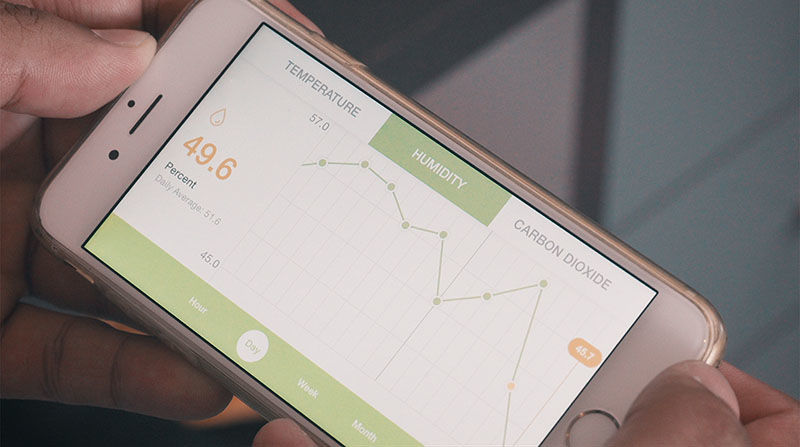 TEMPERATURE
HUMIDITY
CARBON DIOXIDE
57.0
49.6
Percent
Daily Average: 51.6
45.0
45.7
Hour
Day
Week
Month